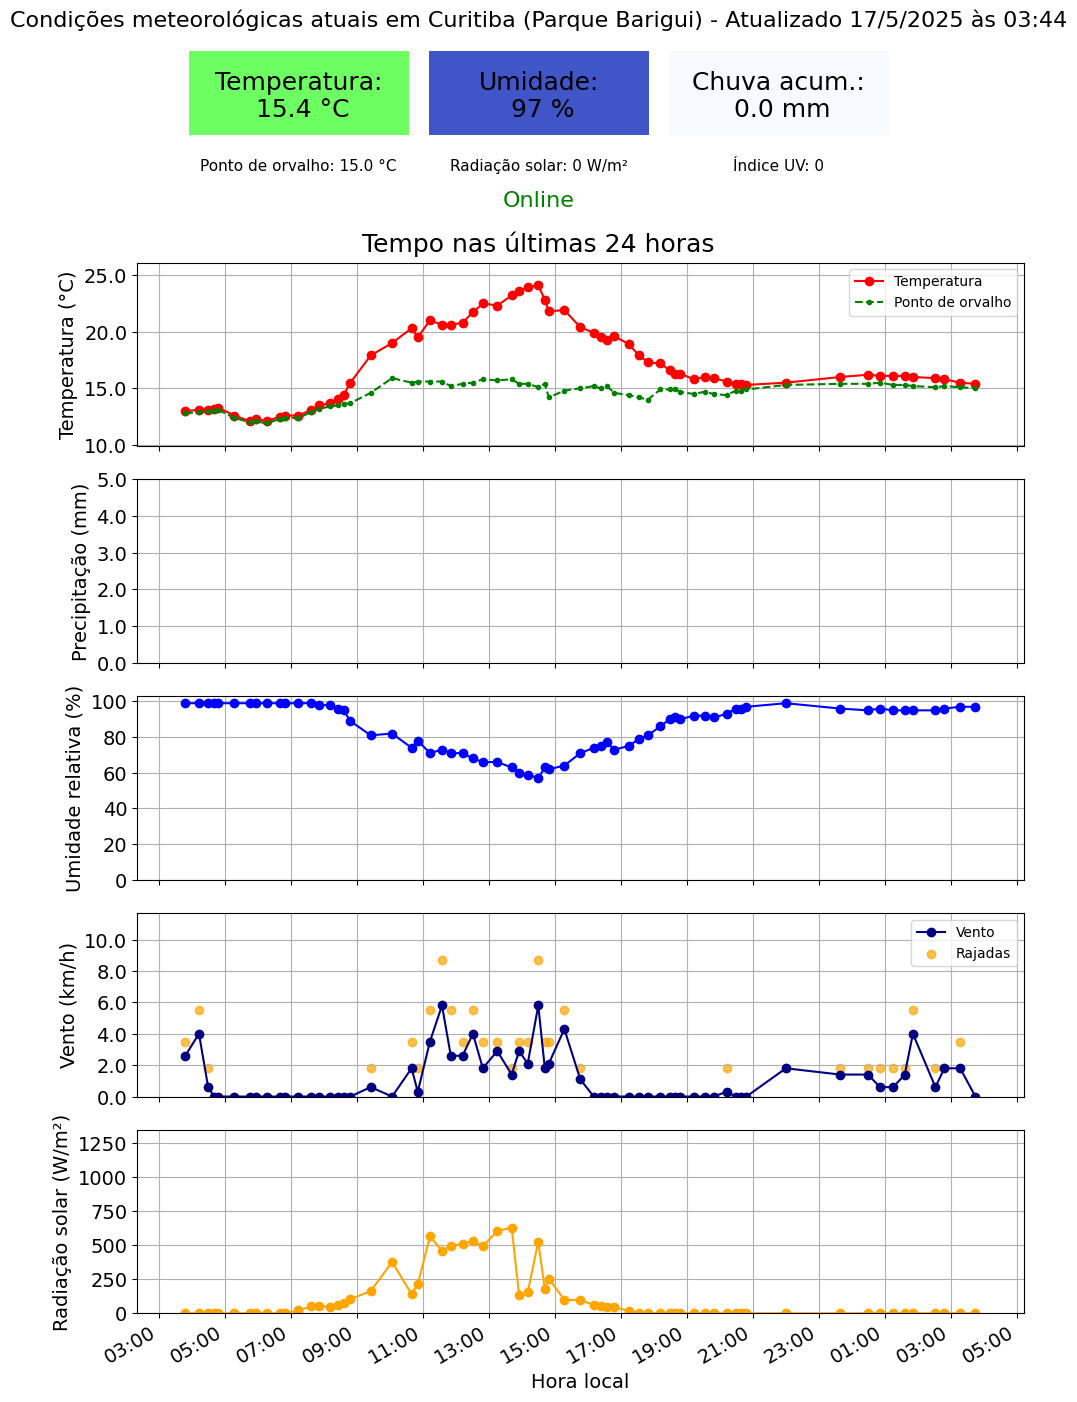 Condições meteorológicas atuais em Curitiba (Parque Barigui) - Atualizado 17/5/2025 às 03:44
Temperatura:
15.4 °C
Umidade:
97 %
Chuva acum.:
0.0 mm
Ponto de orvalho: 15.0 °C
Radiação solar: 0 W/m²
Índice UV: 0
Online
Tempo nas últimas 24 horas
Temperatura (°C)
25.0
20.0
15.0
10.0
Temperatura
Ponto de orvalho
Precipitação (mm)
5.0
4.0
3.0
2.0
1.0
0.0
Umidade relativa (%)
100
80
60
40
20
0
Vento (km/h)
10.0
8.0
6.0
4.0
2.0
0.0
Vento
Rajadas
Radiação solar (W/m²)
1250
1000
750
500
250
0
03:00
05:00
07:00
09:00
11:00
13:00
15:00
17:00
19:00
21:00
23:00
01:00
03:00
05:00
Hora local